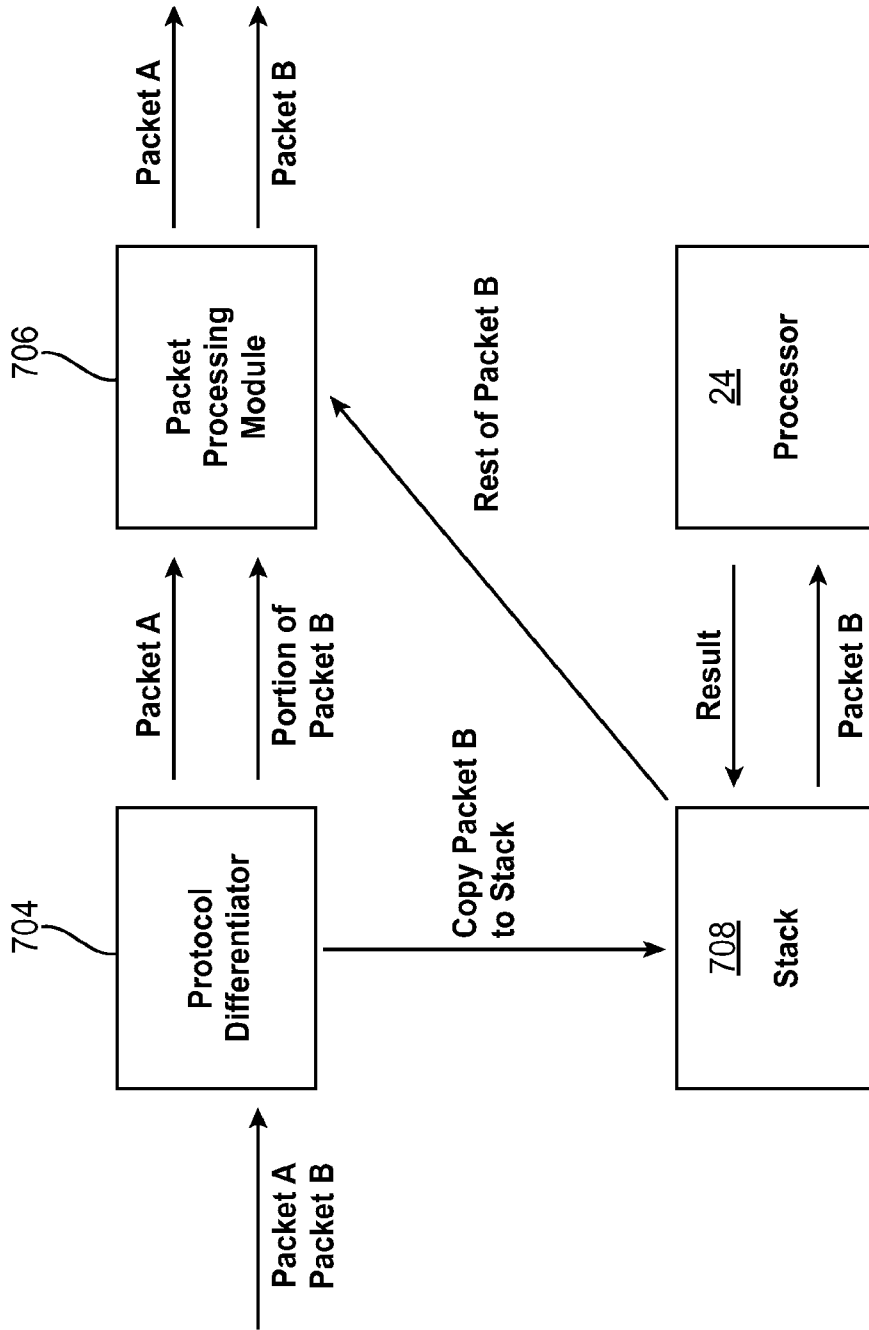 Packet A
Packet B
704
Protocol
Differentiator
Packet A
Portion of
Packet B
706
Packet
Processing
Module
Packet A
Packet B
Copy Packet B
to Stack
Rest of Packet B
708
Stack
Result
Packet B
24
Processor